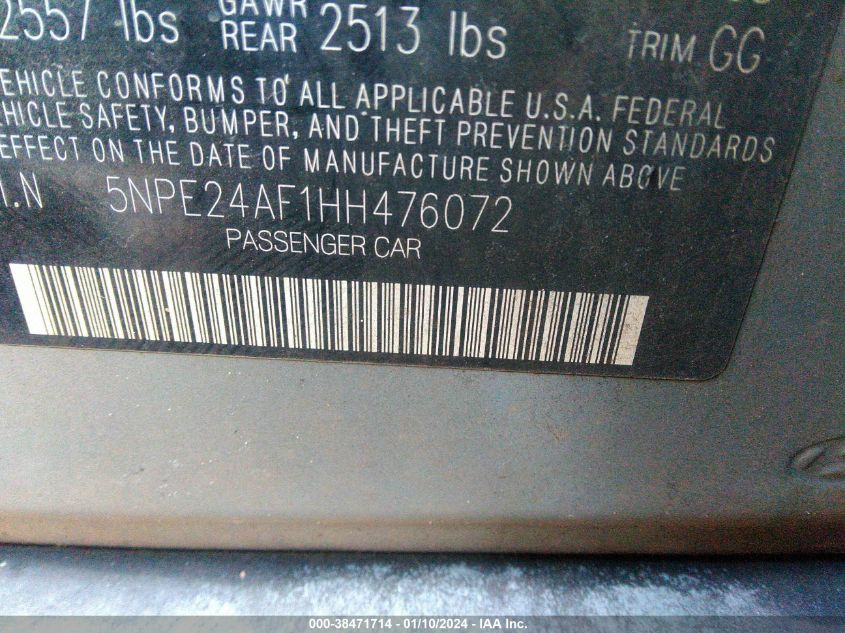 2557 lbs GAWR REAR 2513 lbs TRIM GG
EHICLE CONFORMS TO ALL APPLICABLE U.S.A. FEDERAL
HICLE SAFETY, BUMPER, AND THEFT PREVENTION STANDARDS
EFFECT ON THE DATE OF MANUFACTURE SHOWN ABOVE
I.N 5NPE24AF1HH476072
PASSENGER CAR
000-38471714 - 01/10/2024 - IAA Inc.